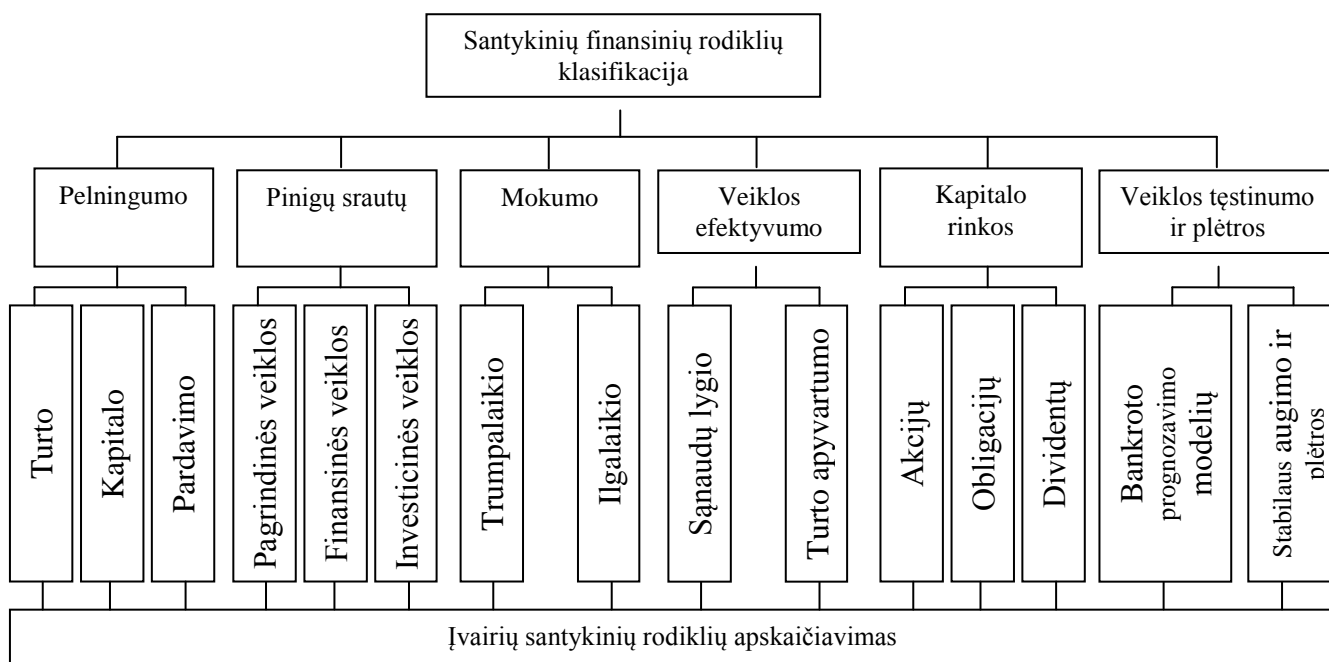 Santykinių finansinių rodiklių
klasifikacija
Pelningumo
Pinigų srautų
Mokumo
Veiklos
efektyvumo
Kapitalo
rinkos
Veiklos tęstinumo
ir plėtros
Turto
Kapitalo
Pardavimo
Pagrindinės veiklos
Finansinės veiklos
Investicinės veiklos
Trumpalaikio
Ilgalaikio
Sąnaudų lygio
Turto apyvartumo
Akcijų
Obligacijų
Dividentų
Bankroto
prognozavimo
modelių
Stabilaus augimo ir
plėtros
Įvairių santykinių rodiklių apskaičiavimas